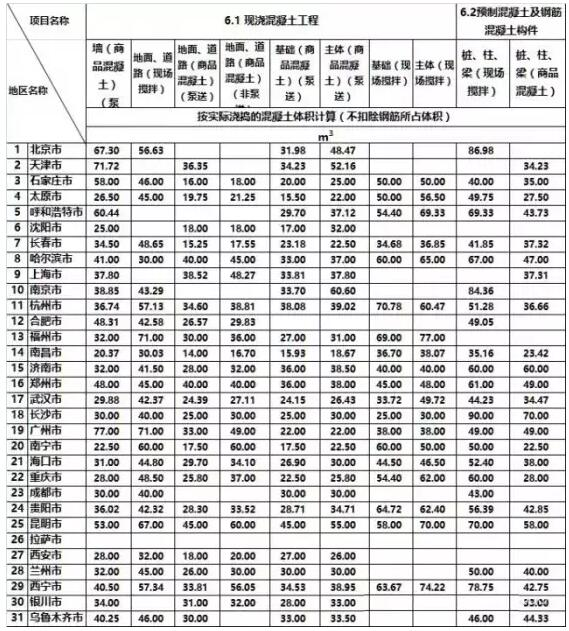 项目名称 6.1 现浇混凝土工程 6.2预制混凝土及钢筋混凝土构件
地区名称 墙（商品混凝土）（泵 地面、道路（现场搅拌） 地面、道路（商品混凝土）（泵送） 地面、道路（商品混凝土）（非泵 基础（商品混凝土）（泵送） 主体（商品混凝土）（泵送） 基础（现场搅拌） 主体（现场搅拌） 桩、柱、梁（现场搅拌） 桩、柱、梁（商品混凝土）
按实际浇捣的混凝土体积计算（不扣除钢筋所占体积）
m³
1 北京市 67.30 56.63 31.98 48.47 86.98
2 天津市 71.72 36.35 34.23 52.16 34.23
3 石家庄市 58.00 46.00 16.00 18.00 20.00 25.00 50.00 50.00 40.00 35.00
4 太原市 26.50 45.00 19.75 21.25 15.50 22.00 50.00 56.50 49.75 27.50
5 呼和浩特市 60.44 29.70 37.12 54.40 69.33 69.33 43.73
6 沈阳市 25.00 18.00 18.00 17.00 32.00
7 长春市 34.50 48.65 15.25 17.55 23.18 22.50 34.68 36.85 41.85 37.32
8 哈尔滨市 41.00 30.00 40.00 45.00 33.00 37.00 60.00 65.00 67.00 47.00
9 上海市 37.80 38.52 48.27 33.81 37.80 37.31
10 南京市 38.85 43.29 33.70 60.60 84.36
11 杭州市 36.74 57.13 34.60 38.81 38.08 39.02 70.78 60.47 51.28 36.66
12 合肥市 48.31 42.58 26.57 29.83 49.05
13 福州市 32.00 71.00 30.00 36.00 27.00 31.00 69.00 77.00
14 南昌市 20.37 30.03 14.00 16.70 15.93 18.67 36.70 38.07 35.16 23.42
15 济南市 32.00 41.50 28.00 32.00 36.00 38.50 40.00 40.00 60.00 60.00
16 郑州市 48.00 45.00 40.00 40.00 36.00 38.00 45.00 48.00 61.00 49.00
17 武汉市 29.88 42.37 24.39 27.11 24.15 26.43 33.72 49.72 44.23 34.47
18 长沙市 30.00 40.00 25.00 30.00 25.00 30.00 25.00 30.00 90.00 70.00
19 广州市 77.00 71.00 33.00 49.00 22.00 22.00 38.00 38.00 49.00 49.00
20 南宁市 22.50 60.00 17.50 60.00 17.50 22.50 60.00 50.00 50.00 22.50
21 海口市 31.00 44.80 29.70 34.10 26.90 30.00 44.50 46.50 52.40 38.00
22 重庆市 28.00 48.50 25.80 37.00 22.50 25.80 54.40 62.00 60.00 28.00
23 成都市 30.00 40.00 30.00 30.00 43.00
24 贵阳市 36.02 42.32 28.30 33.52 28.71 34.71 64.72 62.40 56.39 42.85
25 昆明市 53.00 67.00 45.00 60.00 45.00 55.00 58.00 70.00 70.00 58.00
26 拉萨市
27 西安市 28.00 32.00 18.00 20.00 27.00 26.00
28 兰州市 32.00 45.00 26.00 30.00 30.00 30.00 50.00 40.00
29 西宁市 40.50 57.34 33.81 56.05 34.53 38.95 63.67 74.22 78.75 42.75
30 银川市 34.00 31.00 32.00 28.00 33.00 33.00
31 乌鲁木齐市 40.25 46.00 30.00 33.00 33.50 46.00 44.33